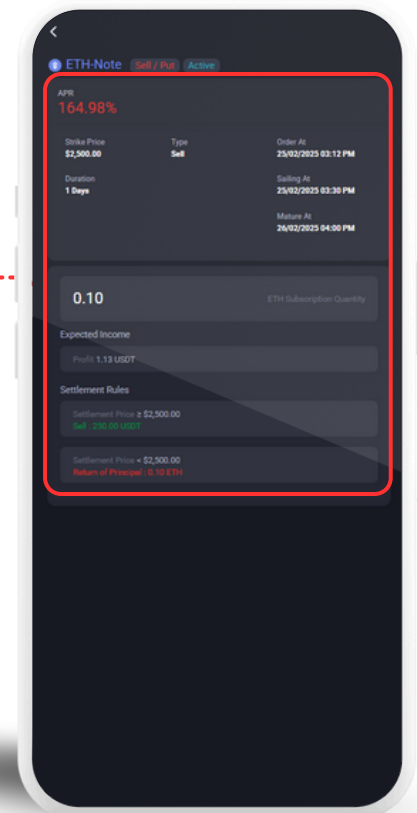 ETH-Note Sell / Put Active
APR
164.98%
Strike Price Type Order At
$2,500.00 Sell 25/02/2025 03:12 PM
Duration Sailing At
1 Days 25/02/2025 03:30 PM
Mature At
26/02/2025 04:00 PM
0.10 ETH Subscription Quantity
Expected Income
Profit 1.13 USDT
Settlement Rules
Settlement Price ≥ $2,500.00
Sell : 250.00 USDT
Settlement Price < $2,500.00
Return of Principal : 0.10 ETH